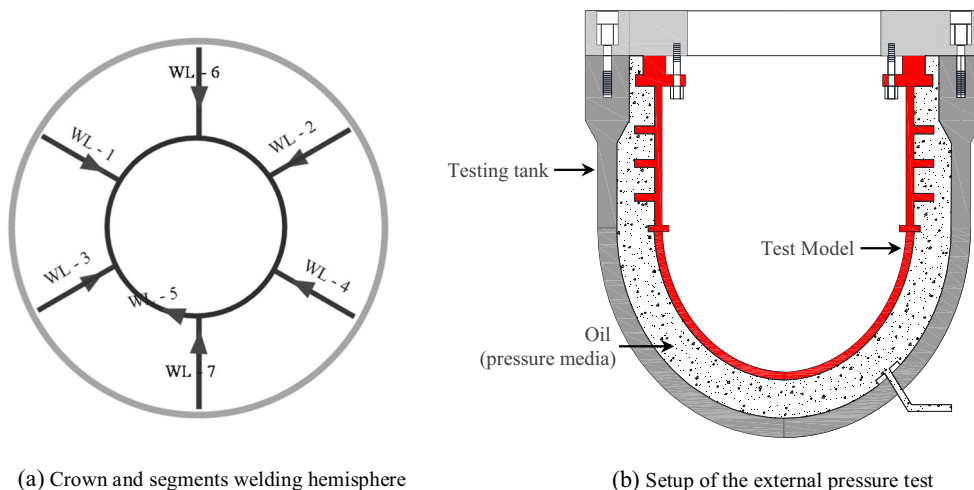 WL - 6
WL - 1
WL - 2
WL - 3
WL - 5
WL - 4
WL - 7
Testing tank
Test Model
Oil
(pressure media)
(a) Crown and segments welding hemisphere
(b) Setup of the external pressure test